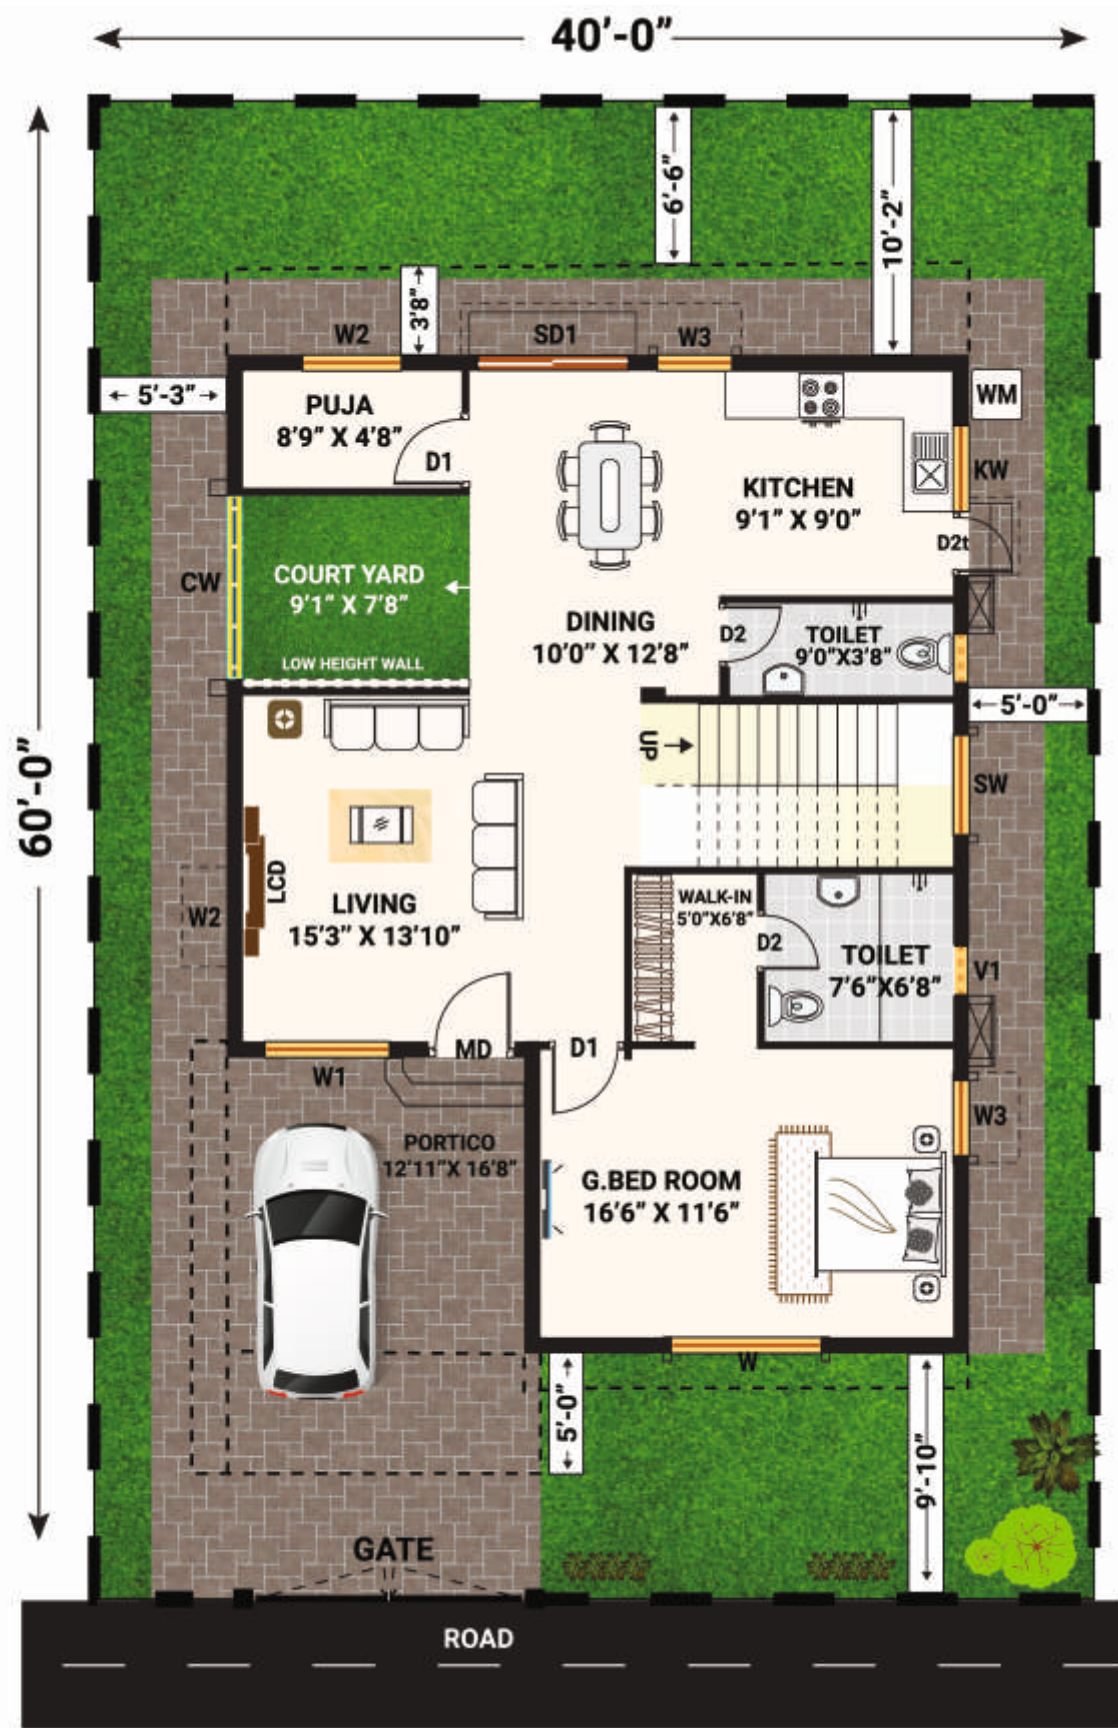 40'-0"
60'-0"
6'-6"
10'-2"
3'8"
W2
SD1
W3
5'-3"
WM
PUJA
8'9" X 4'8"
D1
KW
KITCHEN
9'1" X 9'0"
D2t
CW
COURT YARD
9'1" X 7'8"
LOW HEIGHT WALL
DINING
10'0" X 12'8"
D2
TOILET
9'0"X3'8"
5'-0"
UP
SW
LCD
LIVING
15'3" X 13'10"
W2
WALK-IN
5'0"X6'8"
D2
TOILET
7'6"X6'8"
V1
MD
D1
W1
W3
PORTICO
12'11"X 16'8"
G.BED ROOM
16'6" X 11'6"
W
5'-0"
9'-10"
GATE
ROAD